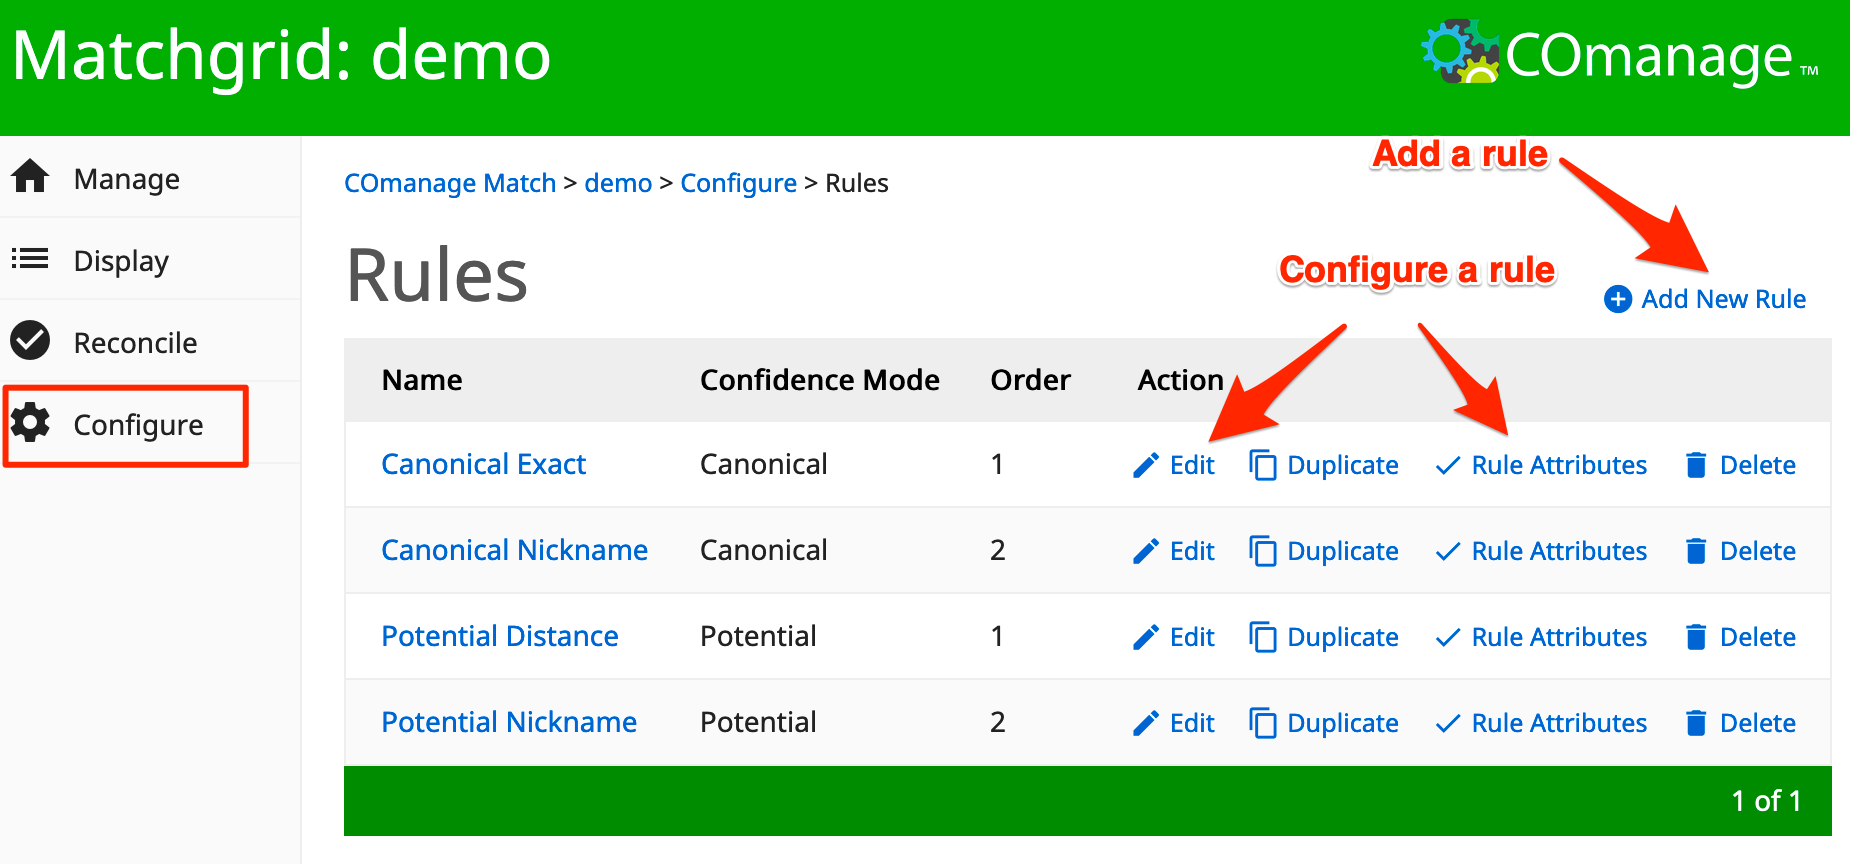 Matchgrid: demo
COmanage™
Manage
Display
Reconcile
Configure
COmanage Match > demo > Configure > Rules
Add a rule
Rules
Configure a rule
Add New Rule
Name Confidence Mode Order Action
Canonical Exact Canonical 1 Edit Duplicate Rule Attributes Delete
Canonical Nickname Canonical 2 Edit Duplicate Rule Attributes Delete
Potential Distance Potential 1 Edit Duplicate Rule Attributes Delete
Potential Nickname Potential 2 Edit Duplicate Rule Attributes Delete
1 of 1